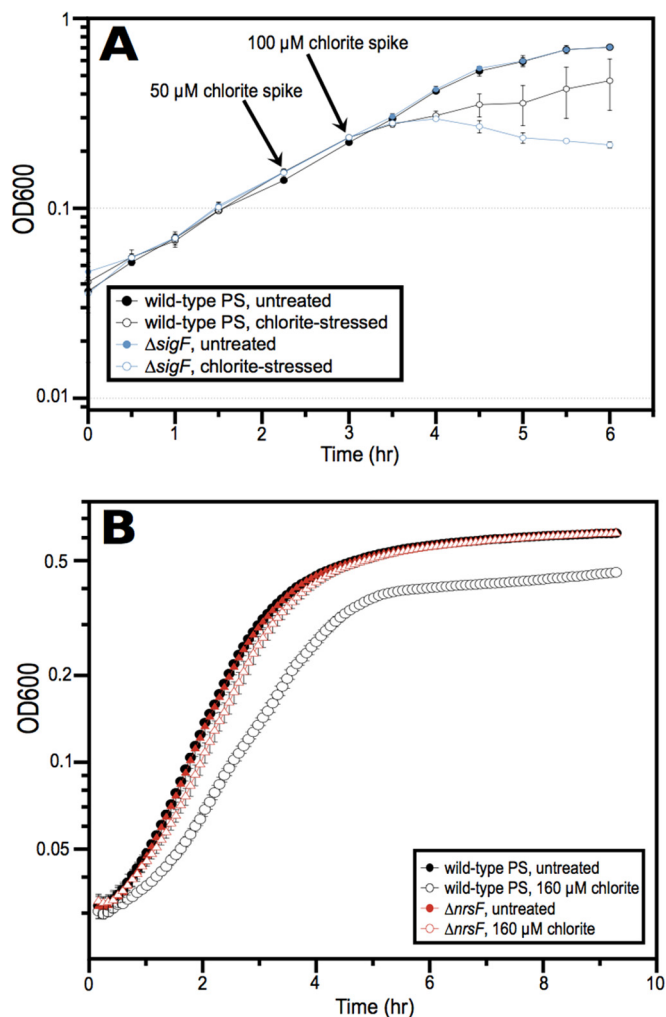 A
1
100 µM chlorite spike
50 µM chlorite spike
OD600
0.1
wild-type PS, untreated
wild-type PS, chlorite-stressed
ΔsigF, untreated
ΔsigF, chlorite-stressed
0.01
0 1 2 3 4 5 6
Time (hr)
B
0.5
OD600
0.2
0.1
0.05
wild-type PS, untreated
wild-type PS, 160 µM chlorite
ΔnrsF, untreated
ΔnrsF, 160 µM chlorite
0 2 4 6 8 10
Time (hr)